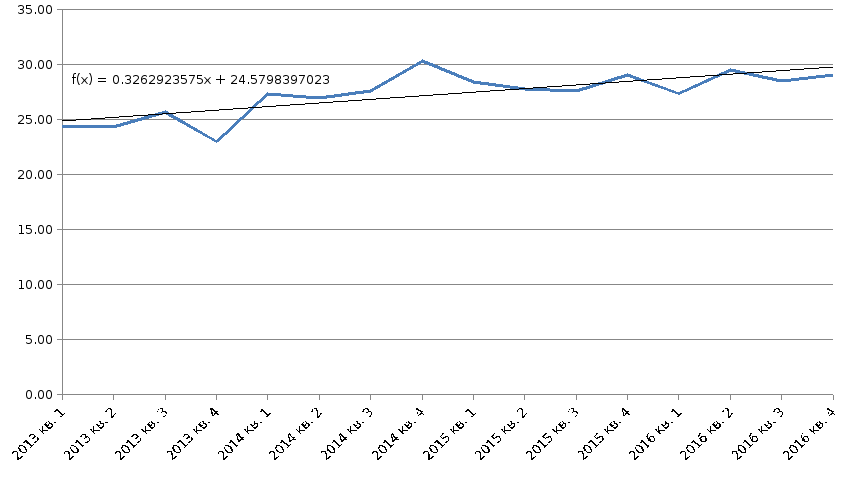 35.00
30.00
f(x) = 0.3262923575x + 24.5798397023
25.00
20.00
15.00
10.00
5.00
0.00
2013 кв. 1
2013 кв. 2
2013 кв. 3
2013 кв. 4
2014 кв. 1
2014 кв. 2
2014 кв. 3
2014 кв. 4
2015 кв. 1
2015 кв. 2
2015 кв. 3
2015 кв. 4
2016 кв. 1
2016 кв. 2
2016 кв. 3
2016 кв. 4